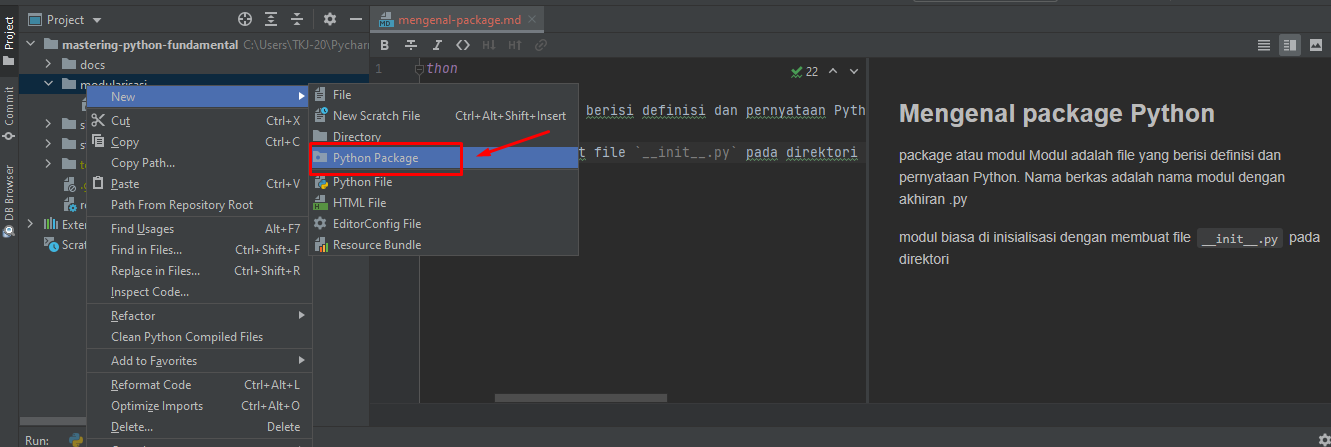 Project
mengenal-package.md
Project
mastering-python-fundamental C:\Users\TKJ-20\Pycharm
docs
modularisasi
New
Cut Ctrl+X
Copy Ctrl+C
Copy Path...
Paste Ctrl+V
Path From Repository Root
Find Usages Alt+F7
Find in Files... Ctrl+Shift+F
Replace in Files... Ctrl+Shift+R
Inspect Code...
Refactor
Clean Python Compiled Files
Add to Favorites
Reformat Code Ctrl+Alt+L
Optimize Imports Ctrl+Alt+O
Delete... Delete
File
New Scratch File Ctrl+Alt+Shift+Insert
Directory
Python Package
Python File
HTML File
EditorConfig File
Resource Bundle
Commit
DB Browser
Exter
Scrat
Run:
MD
B I <> H↓ H↑
1 thon
22
berisi definisi dan pernyataan Pyth
t file `__init__.py` pada direktori
Mengenal package Python
package atau modul Modul adalah file yang berisi definisi dan
pernyataan Python. Nama berkas adalah nama modul dengan
akhiran .py
modul biasa di inisialisasi dengan membuat file __init__.py pada
direktori